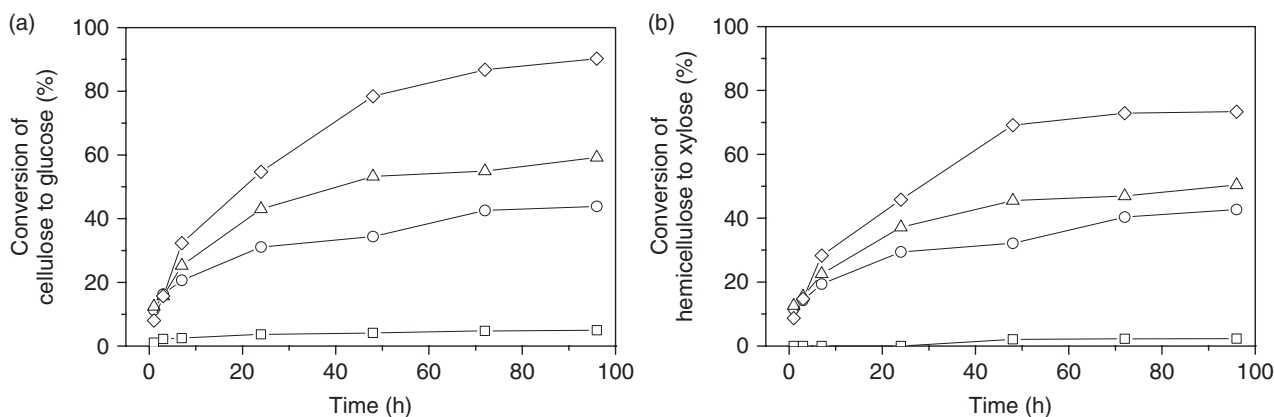 (a)
Conversion of
cellulose to glucose (%)
100
80
60
40
20
0
0 20 40 60 80 100
Time (h)
(b)
Conversion of
hemicellulose to xylose (%)
100
80
60
40
20
0
0 20 40 60 80 100
Time (h)